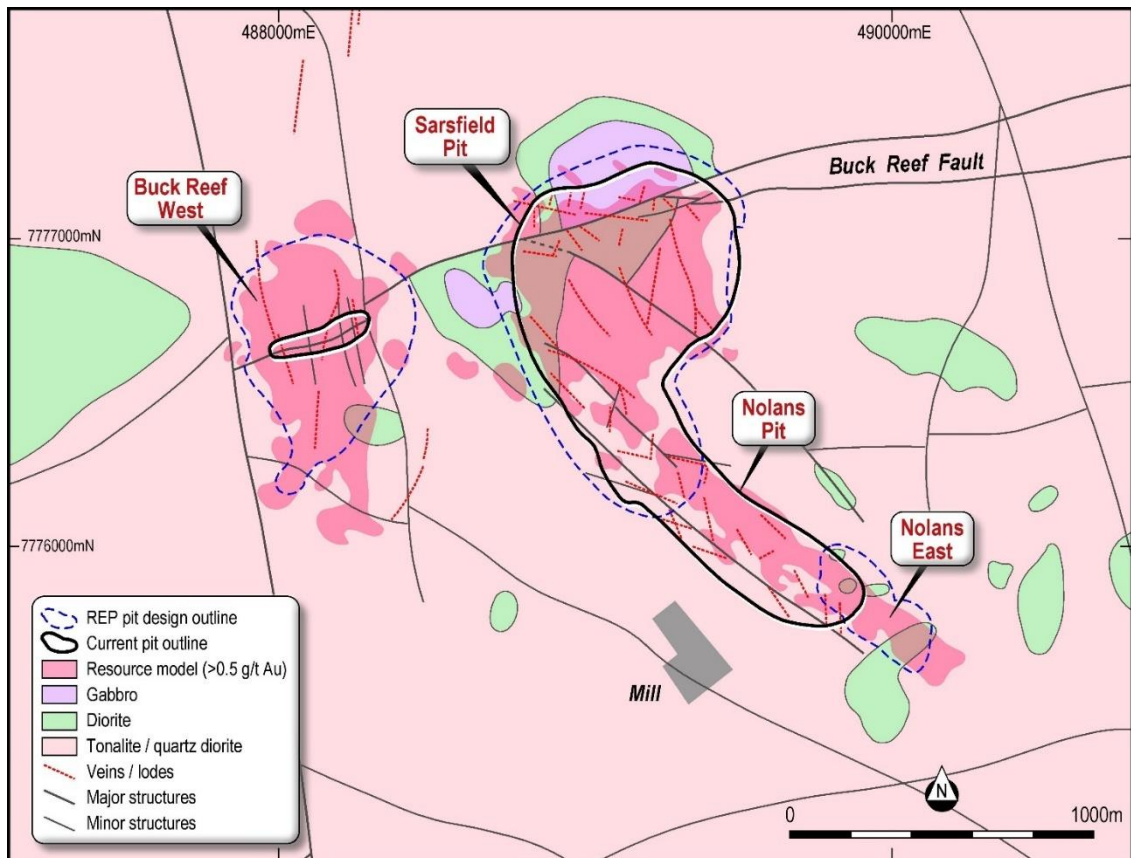 488000mE
490000mE
Sarsfield
Pit
Buck Reef Fault
Buck Reef
West
7777000mN
Nolans
Pit
7776000mN
Nolans
East
REP pit design outline
Current pit outline
Resource model (>0.5 g/t Au)
Gabbro
Diorite
Tonalite / quartz diorite
Veins / lodes
Major structures
Minor structures
Mill
N
0
1000m